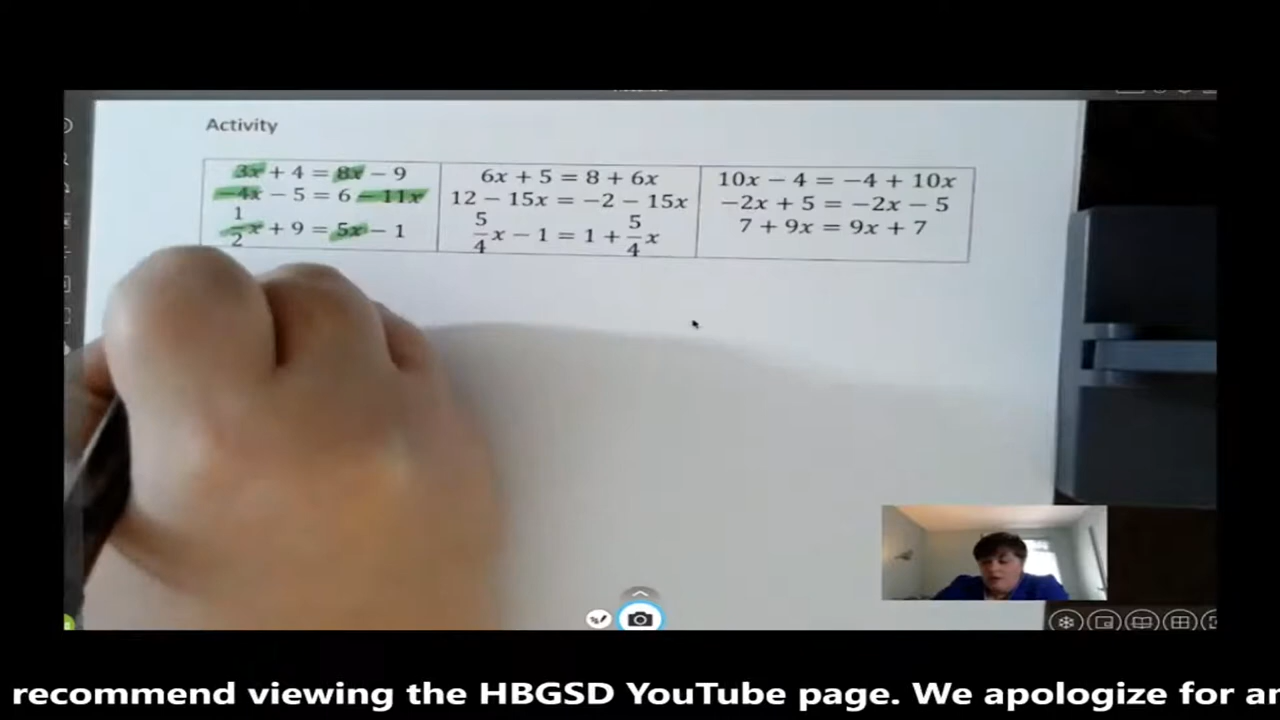 Activity
3x + 4 = 8x − 9
−4x − 5 = 6 − 11x
1/2 x + 9 = 5x − 1
6x + 5 = 8 + 6x
12 − 15x = −2 − 15x
5/4 x − 1 = 1 + 5/4 x
10x − 4 = −4 + 10x
−2x + 5 = −2x − 5
7 + 9x = 9x + 7
recommend viewing the HBGSD YouTube page. We apologize for an